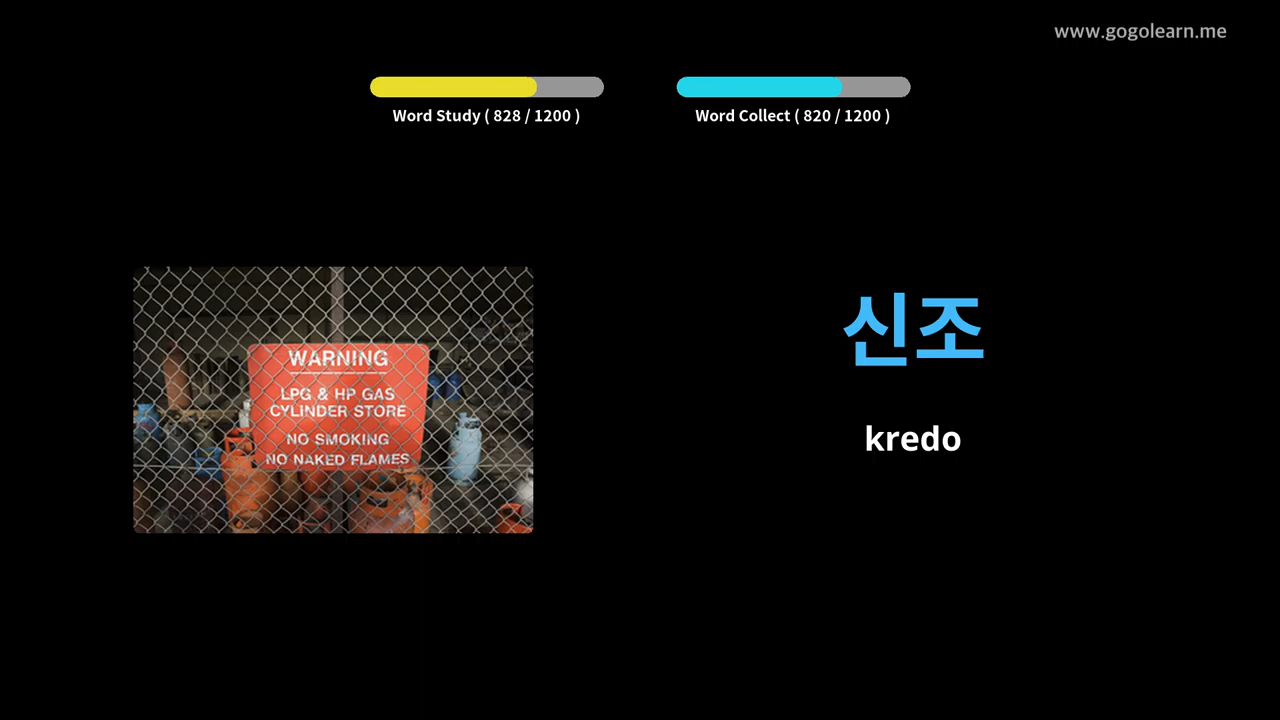 www.gogolearn.me
Word Study ( 828 / 1200 )
Word Collect ( 820 / 1200 )
WARNING
LPG & HP GAS
CYLINDER STORE
NO SMOKING
NO NAKED FLAMES
신조
kredo